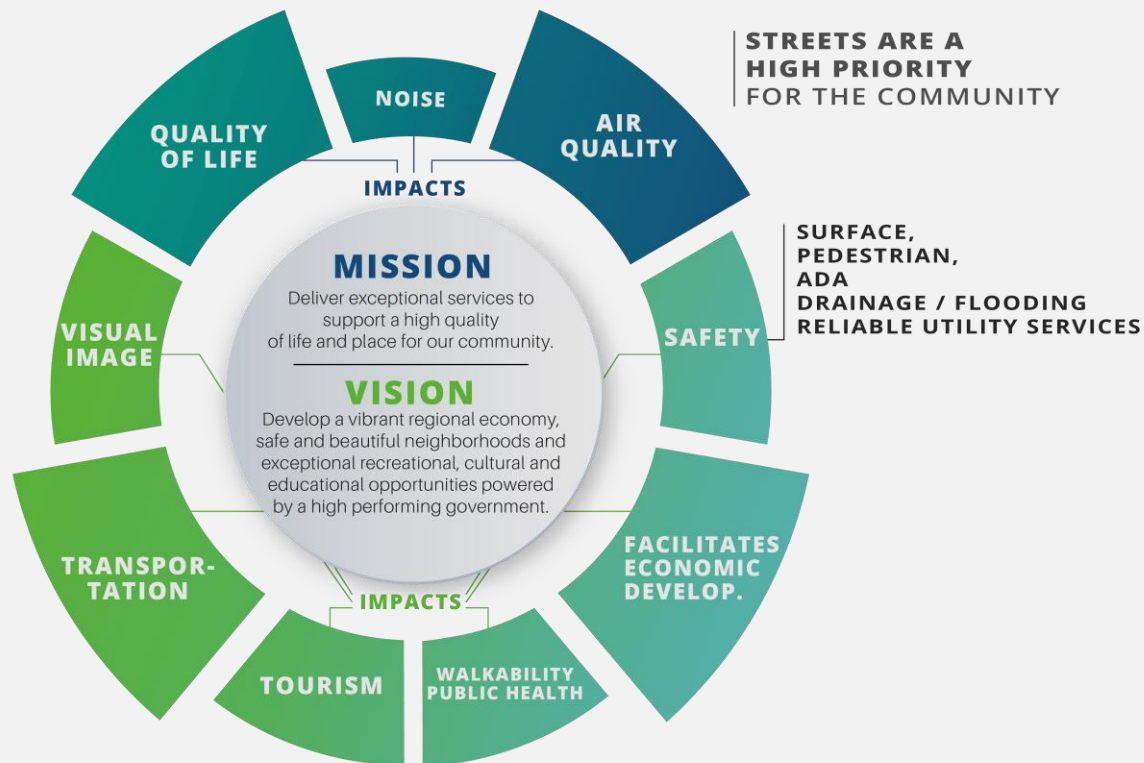 STREETS ARE A
HIGH PRIORITY
FOR THE COMMUNITY
NOISE
QUALITY
OF LIFE
AIR
QUALITY
IMPACTS
MISSION
Deliver exceptional services to
support a high quality
of life and place for our community.
VISION
Develop a vibrant regional economy,
safe and beautiful neighborhoods and
exceptional recreational, cultural and
educational opportunities powered
by a high performing government.
VISUAL
IMAGE
SAFETY
SURFACE,
PEDESTRIAN,
ADA
DRAINAGE / FLOODING
RELIABLE UTILITY SERVICES
TRANSPOR-
TATION
FACILITATES
ECONOMIC
DEVELOP.
IMPACTS
TOURISM
WALKABILITY
PUBLIC HEALTH